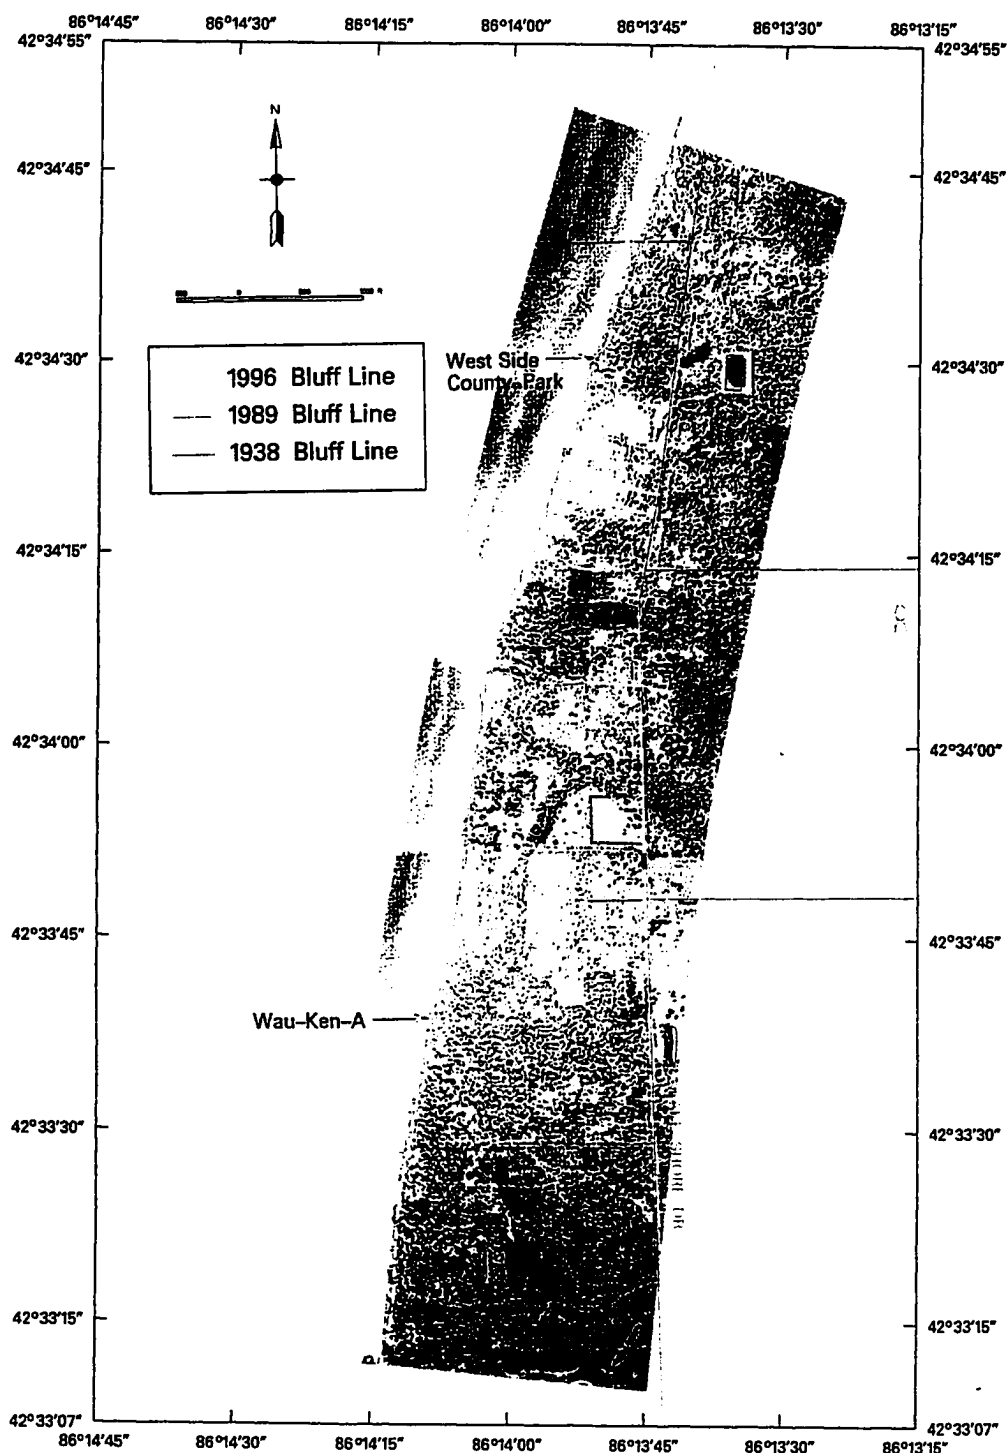 86°14'45" 86°14'30" 86°14'15" 86°14'00" 86°13'45" 86°13'30" 86°13'15"
42°34'55" 42°34'55"
N
42°34'45" 42°34'45"
1996 Bluff Line
1989 Bluff Line
1938 Bluff Line
42°34'30" 42°34'30"
West Side
County Park
42°34'15" 42°34'15"
42°34'00" 42°34'00"
42°33'45" 42°33'45"
Wau-Ken-A
42°33'30" 42°33'30"
DR
42°33'15" 42°33'15"
42°33'07" 42°33'07"
86°14'45" 86°14'30" 86°14'15" 86°14'00" 86°13'45" 86°13'30" 86°13'15"